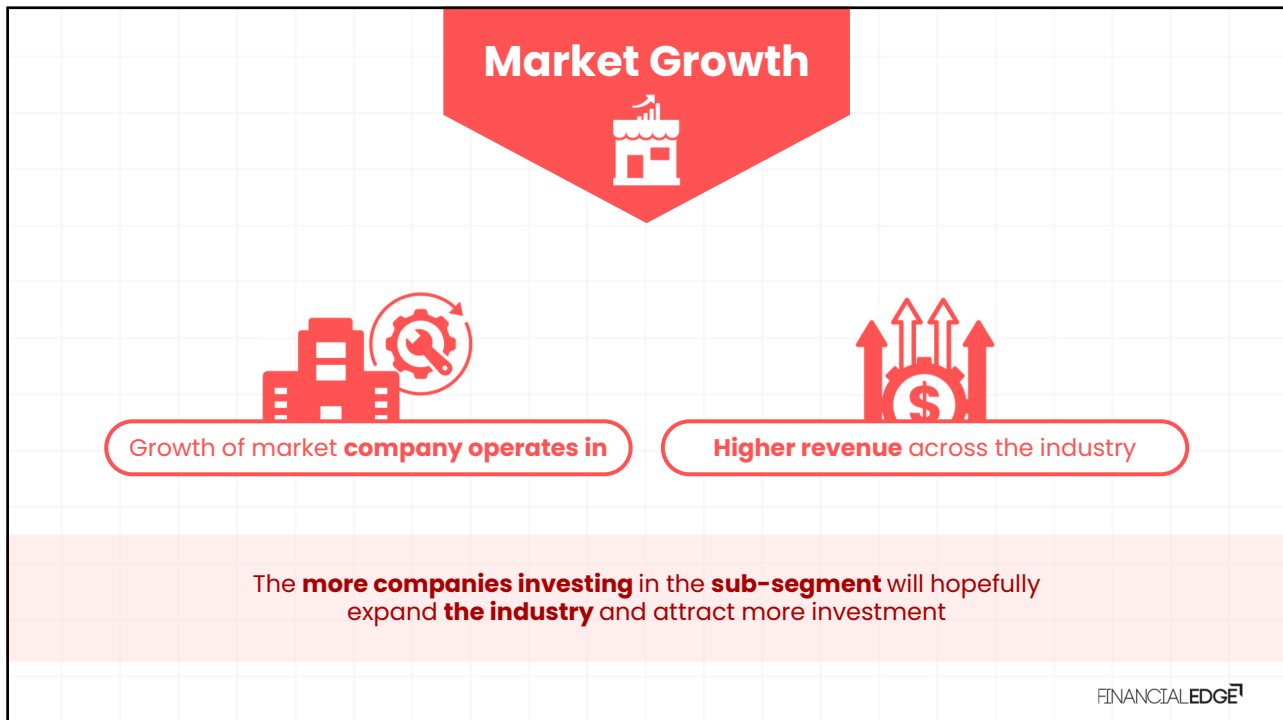 Market Growth
Growth of market company operates in
Higher revenue across the industry
$
The more companies investing in the sub-segment will hopefully
expand the industry and attract more investment
FINANCIALEDGE